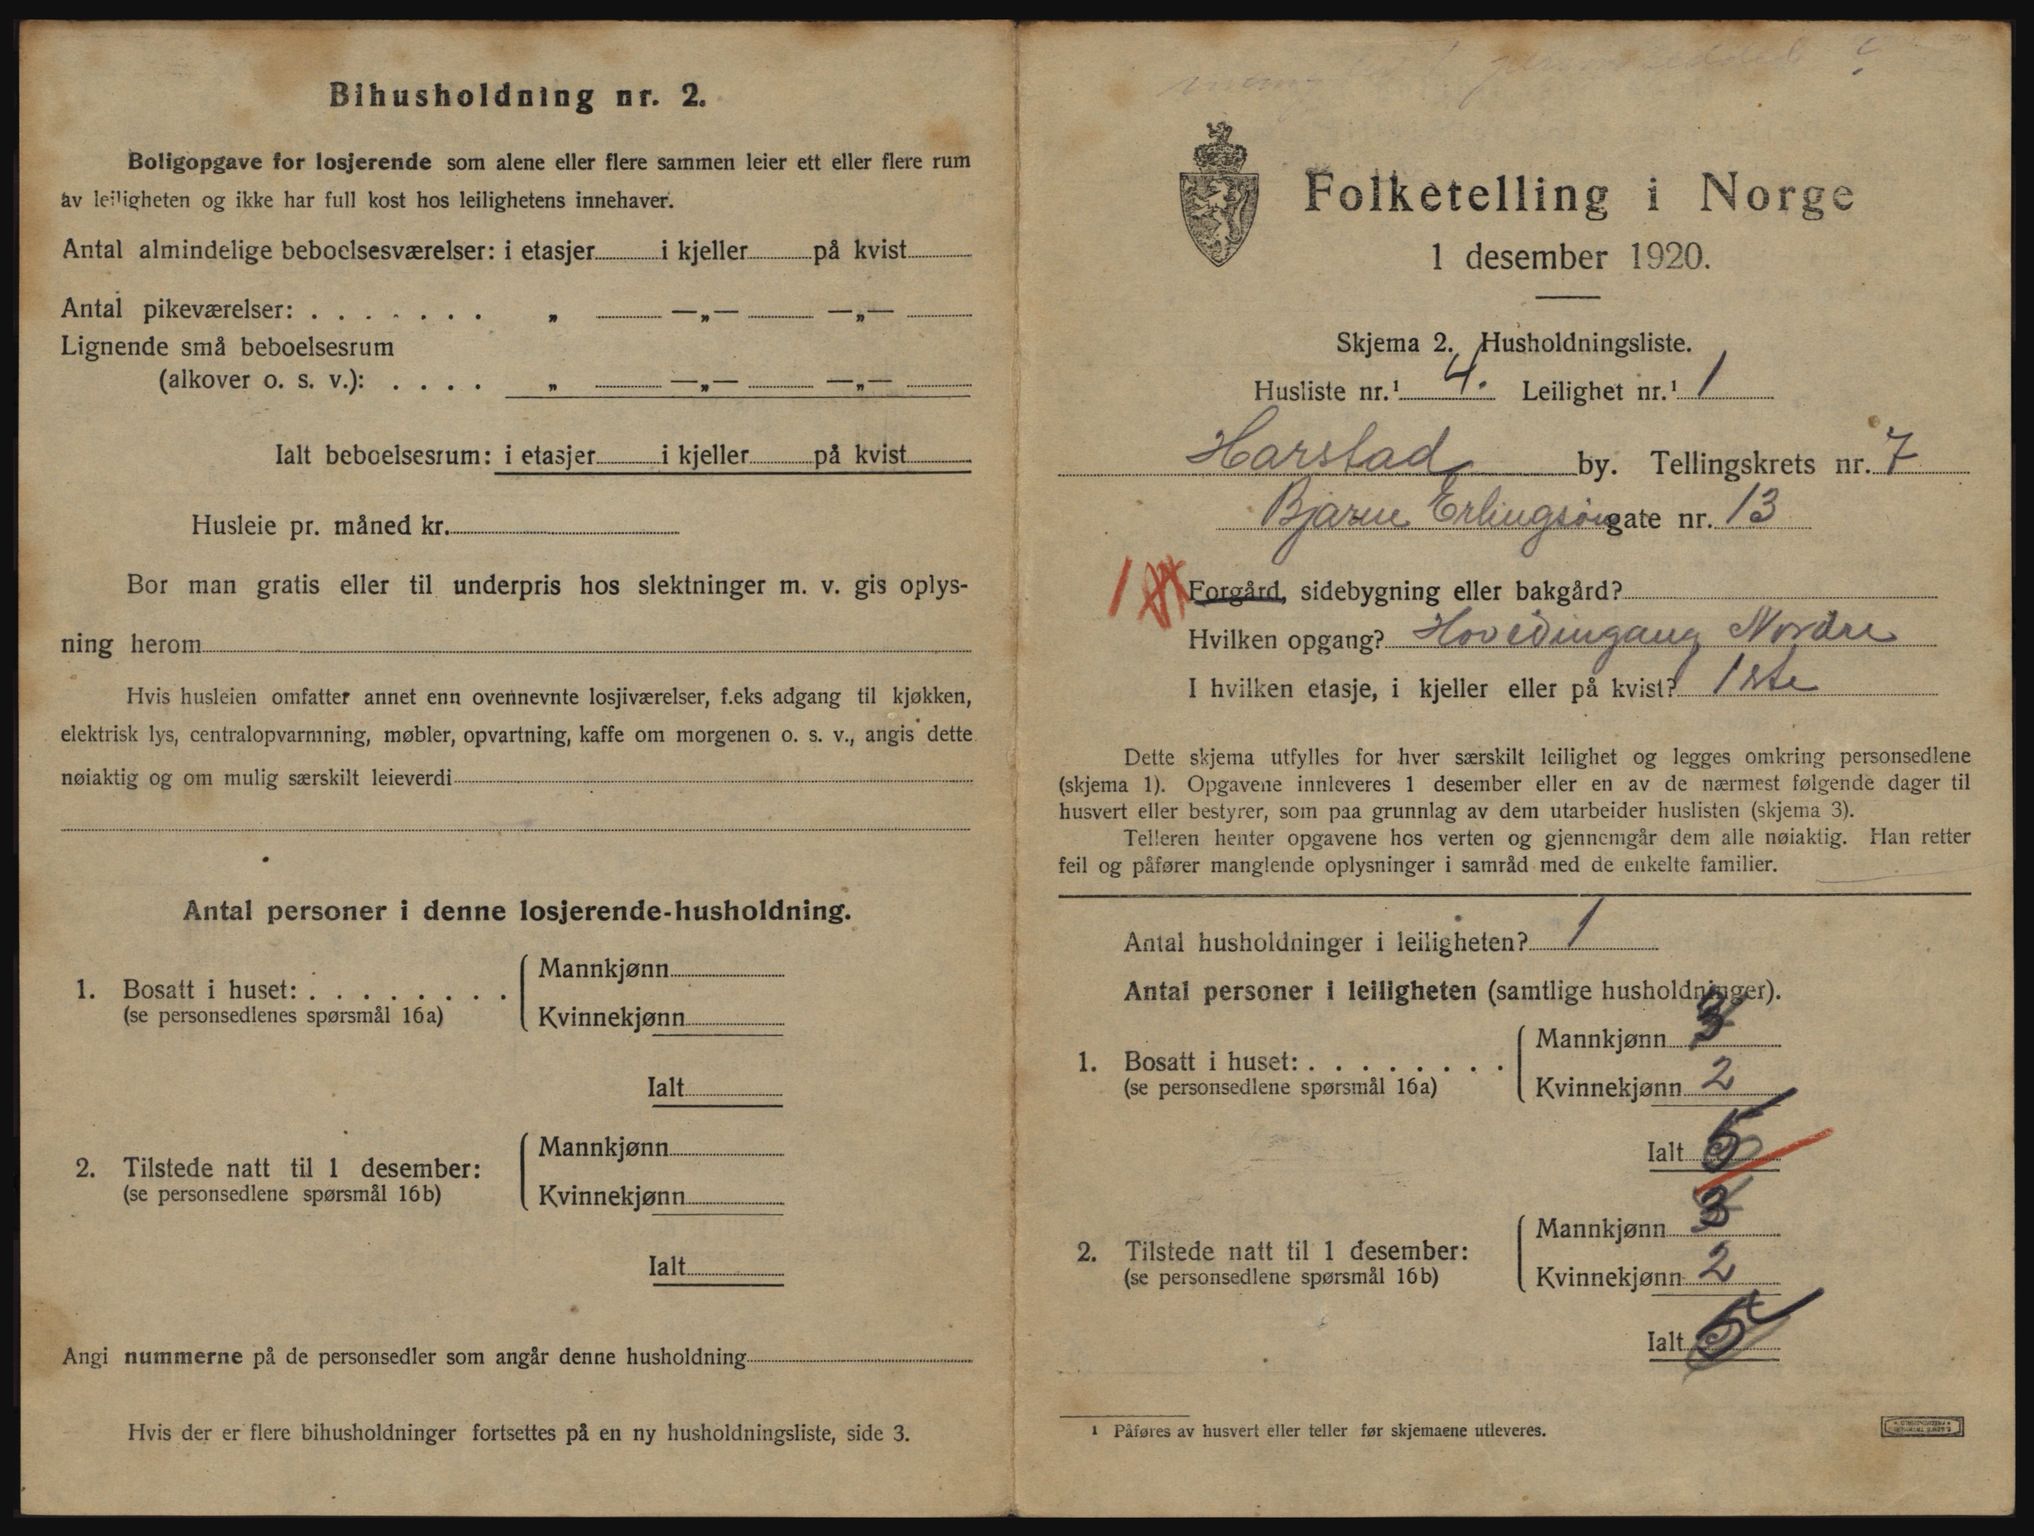 Bihusholdning nr. 2.
Boligopgave for losjerende som alene eller flere sammen leier ett eller flere rum
av leiligheten og ikke har full kost hos leilighetens innehaver.
Antal almindelige beboelsesværelser: i etasjer i kjeller på kvist
Antal pikeværelser: . . . . . . . „ —„— —„—
Lignende små beboelsesrum
(alkover o. s. v.): . . . . „ —„— —„—
Ialt beboelsesrum: i etasjer i kjeller på kvist
Husleie pr. måned kr.
Bor man gratis eller til underpris hos slektninger m. v. gis oplys-
ning herom
Hvis husleien omfatter annet enn ovennevnte losjiværelser, f.eks adgang til kjøkken,
elektrisk lys, centralopvarmning, møbler, opvartning, kaffe om morgenen o. s. v., angis dette
nøiaktig og om mulig særskilt leieverdi
Antal personer i denne losjerende-husholdning.
1. Bosatt i huset: . . . . . . . . Mannkjønn
(se personsedlenes spørsmål 16a) Kvinnekjønn
Ialt
2. Tilstede natt til 1 desember: Mannkjønn
(se personsedlene spørsmål 16b) Kvinnekjønn
Ialt
Angi nummerne på de personsedler som angår denne husholdning
Hvis der er flere bihusholdninger fortsettes på en ny husholdningsliste, side 3.
Folketelling i Norge
1 desember 1920.
Skjema 2. Husholdningsliste.
Husliste nr.¹ 4. Leilighet nr.¹ 1
Harstad by. Tellingskrets nr. 7
Bjarne Erlingsøns gate nr. 13
1 Forgård, sidebygning eller bakgård?
Hvilken opgang? Hovedingang Nordre
I hvilken etasje, i kjeller eller på kvist? 1ste
Dette skjema utfylles for hver særskilt leilighet og legges omkring personsedlene
(skjema 1). Opgavene innleveres 1 desember eller en av de nærmest følgende dager til
husvert eller bestyrer, som paa grunnlag av dem utarbeider huslisten (skjema 3).
Telleren henter opgavene hos verten og gjennemgår dem alle nøiaktig. Han retter
feil og påfører manglende oplysninger i samråd med de enkelte familier.
Antal husholdninger i leiligheten? 1
Antal personer i leiligheten (samtlige husholdninger).
1. Bosatt i huset: . . . . . . . . Mannkjønn 3
(se personsedlene spørsmål 16a) Kvinnekjønn 2
Ialt 5
2. Tilstede natt til 1 desember: Mannkjønn 3
(se personsedlene spørsmål 16b) Kvinnekjønn 2
Ialt 5
¹ Påføres av husvert eller teller før skjemaene utleveres.